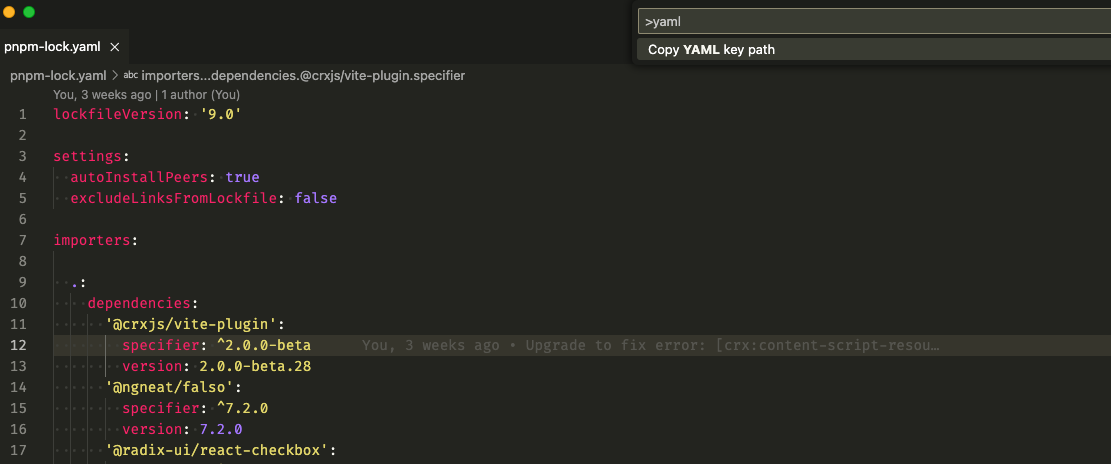 >yaml
Copy YAML key path
pnpm-lock.yaml ×
pnpm-lock.yaml > abc importers...dependencies.@crxjs/vite-plugin.specifier
You, 3 weeks ago | 1 author (You)
1 lockfileVersion: '9.0'
2
3 settings:
4 autoInstallPeers: true
5 excludeLinksFromLockfile: false
6
7 importers:
8
9 .:
10 dependencies:
11 '@crxjs/vite-plugin':
12 specifier: ^2.0.0-beta You, 3 weeks ago • Upgrade to fix error: [crx:content-script-resou…
13 version: 2.0.0-beta.28
14 '@ngneat/falso':
15 specifier: ^7.2.0
16 version: 7.2.0
17 '@radix-ui/react-checkbox':